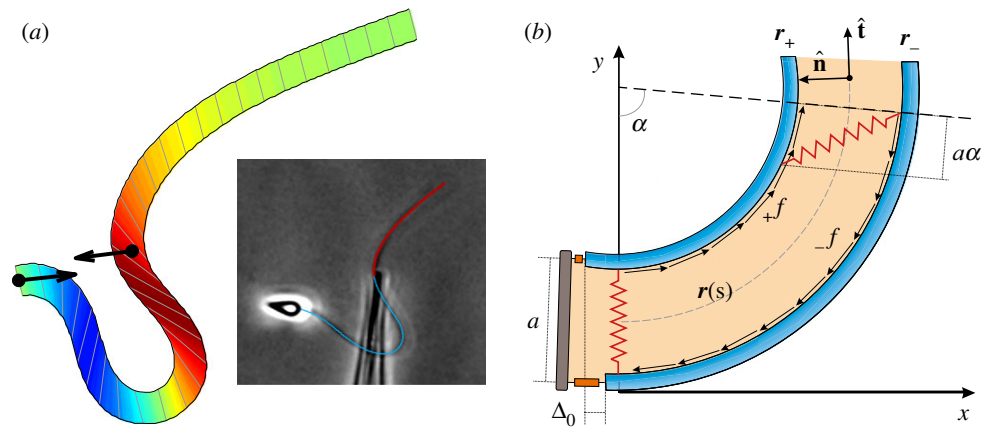 (a)
(b)
r₊
t̂
r₋
n̂
y
α
aα
₊f
₋f
r(s)
a
Δ₀
x